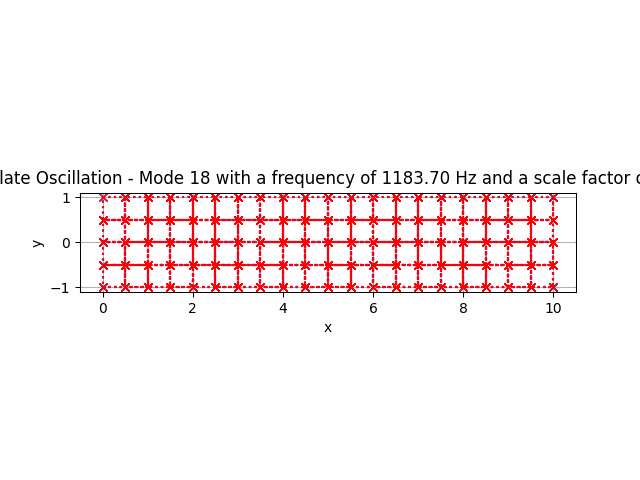 late Oscillation - Mode 18 with a frequency of 1183.70 Hz and a scale factor o
1
0
−1
y
0 2 4 6 8 10
x